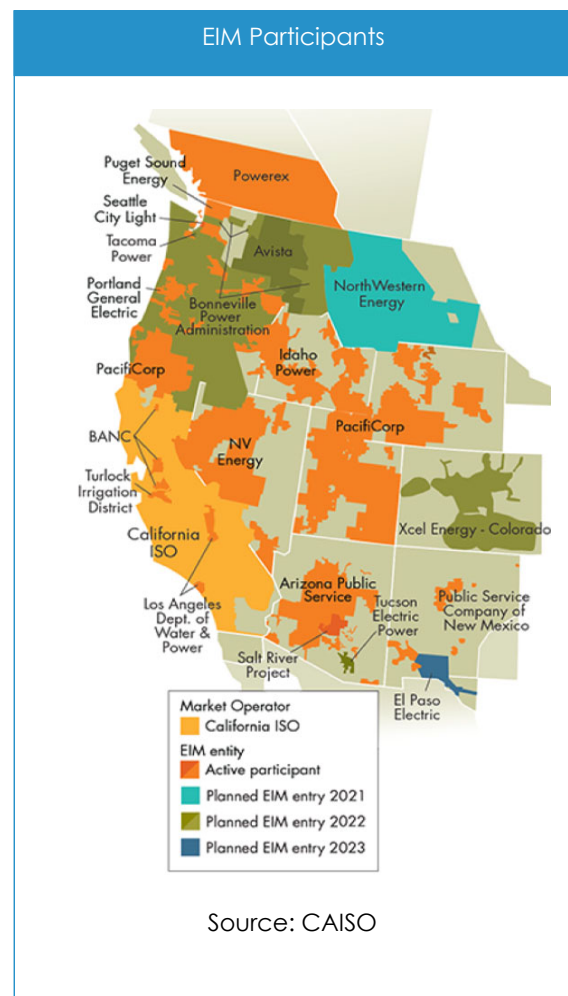 EIM Participants
Powerex
Puget Sound
Energy
Seattle
City Light
Tacoma
Power
Avista
NorthWestern
Energy
Portland
General
Electric
Bonneville
Power
Administration
Idaho
Power
PacifiCorp
PacifiCorp
BANC
NV
Energy
Turlock
Irrigation
District
Xcel Energy - Colorado
California
ISO
Arizona Public
Service
Tucson
Electric
Power
Public Service
Company of
New Mexico
Los Angeles
Dept. of
Water &
Power
Salt River
Project
El Paso
Electric
Market Operator
California ISO
EIM entity
Active participant
Planned EIM entry 2021
Planned EIM entry 2022
Planned EIM entry 2023
Source: CAISO